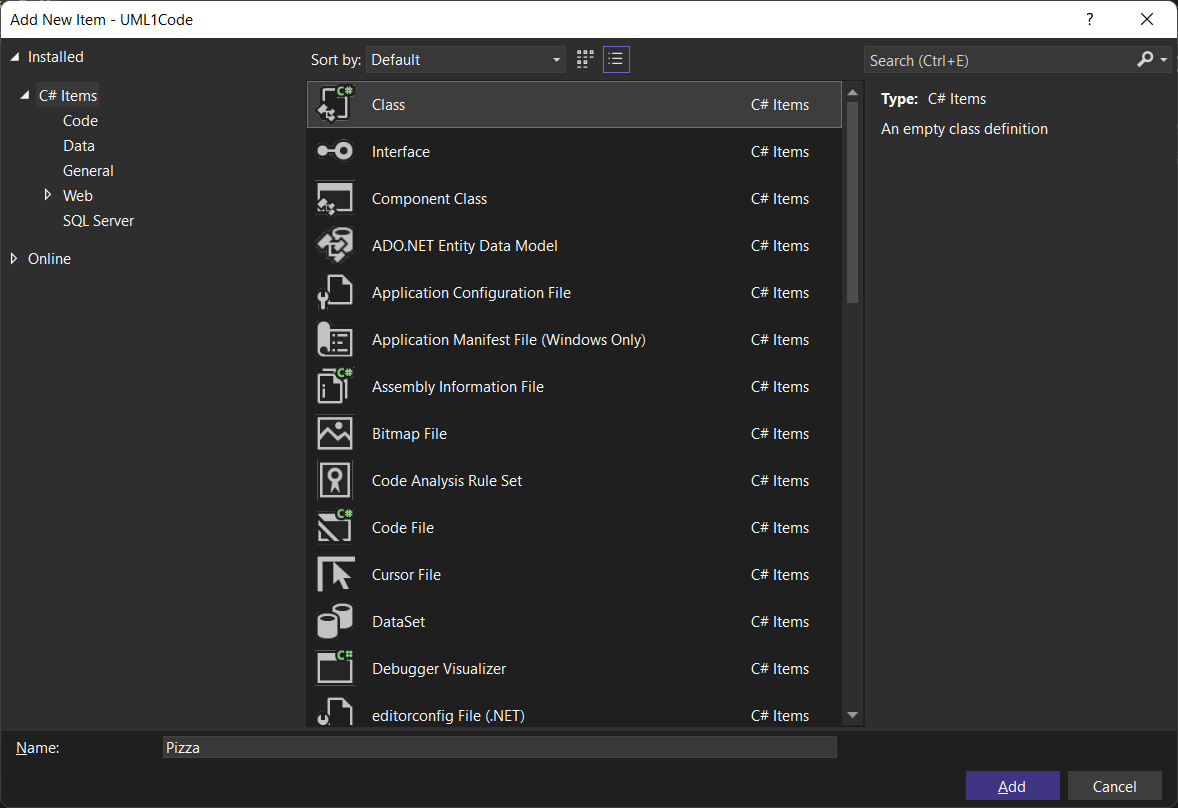 Add New Item - UML1Code
?
Installed
C# Items
Code
Data
General
Web
SQL Server
Online
Sort by: Default
Search (Ctrl+E)
C# Class C# Items
Interface C# Items
Component Class C# Items
ADO.NET Entity Data Model C# Items
Application Configuration File C# Items
Application Manifest File (Windows Only) C# Items
C# Assembly Information File C# Items
Bitmap File C# Items
Code Analysis Rule Set C# Items
C# Code File C# Items
Cursor File C# Items
DataSet C# Items
C# Debugger Visualizer C# Items
editorconfig File (.NET) C# Items
Type: C# Items
An empty class definition
Name: Pizza
Add Cancel